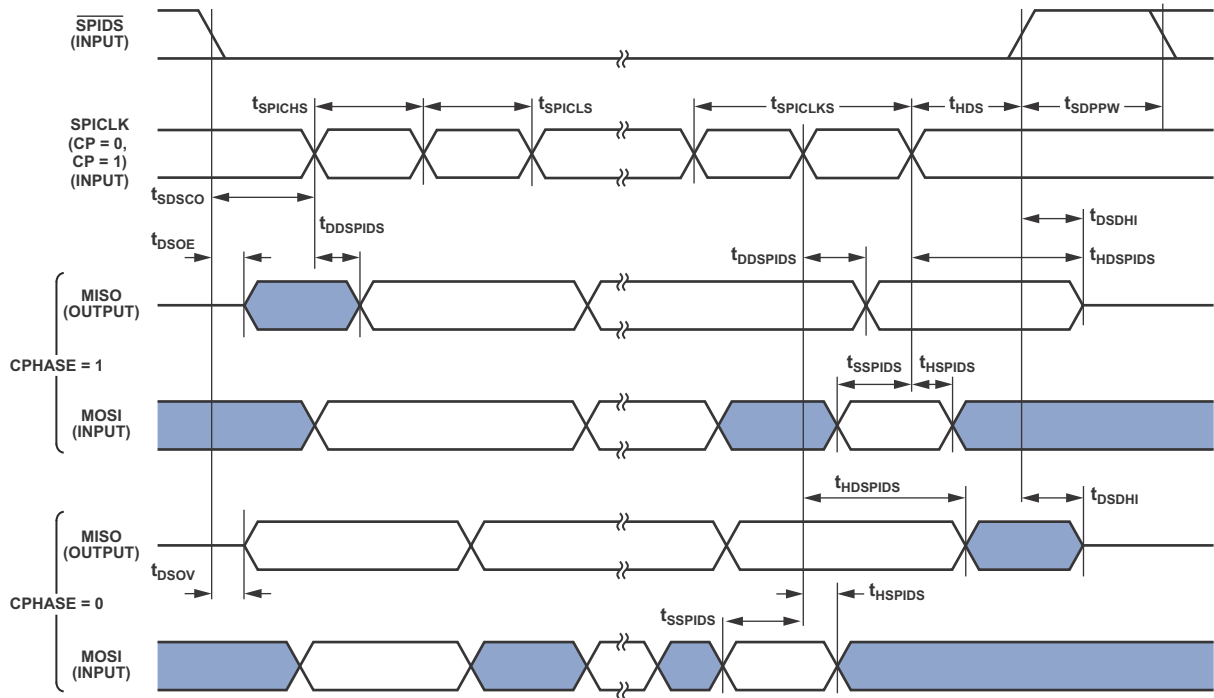 SPIDS
(INPUT)
tSPICHS
tSPICLS
tSPICLKS
tHDS
tSDPPW
SPICLK
(CP = 0,
CP = 1)
(INPUT)
tSDSCO
tDDSPIDS
tDSDHI
tDSOE
tDDSPIDS
tHDSPIDS
MISO
(OUTPUT)
CPHASE = 1
tSSPIDS
tHSPIDS
MOSI
(INPUT)
tHDSPIDS
tDSDHI
MISO
(OUTPUT)
tDSOV
CPHASE = 0
tHSPIDS
tSSPIDS
MOSI
(INPUT)